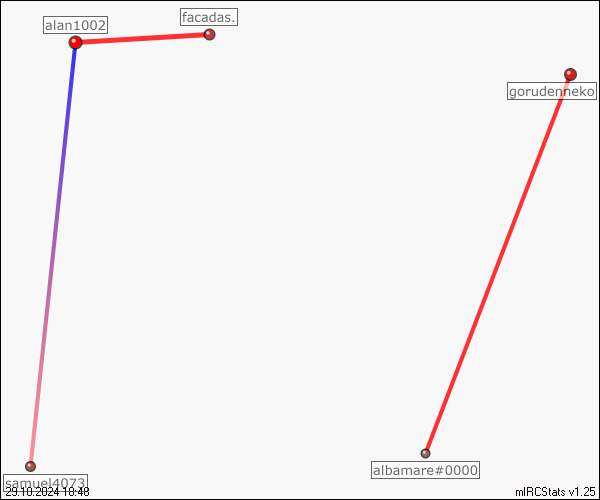 facadas.
alan1002
gorudenneko
albamare#0000
samuel4073
29.10.2024 18:48
mIRCStats v1.25